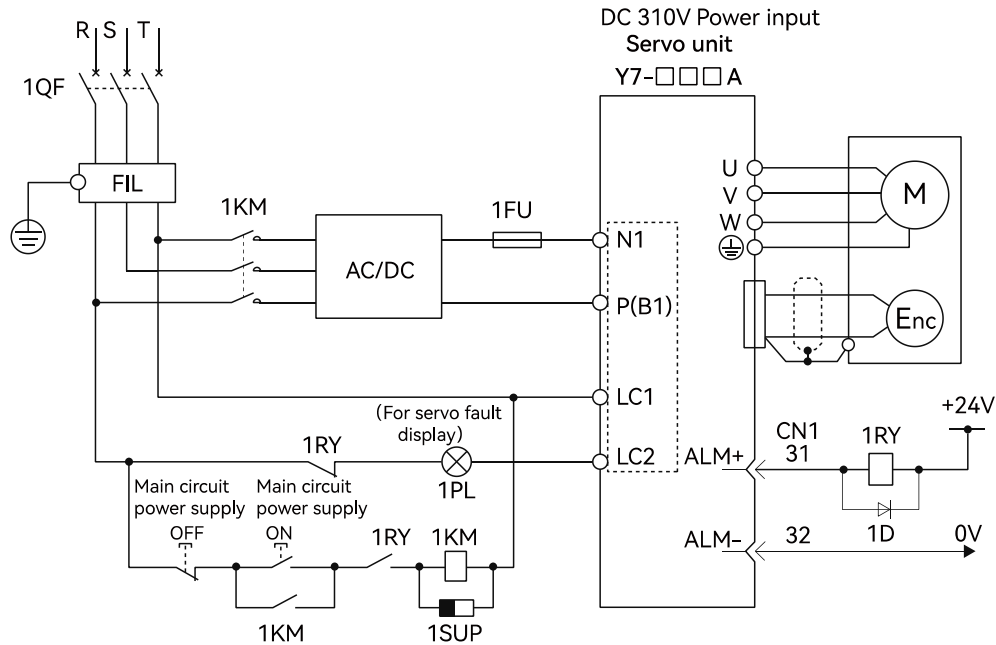 DC 310V Power input
Servo unit
Y7-□□□A
R S T
1QF
FIL
1KM
AC/DC
1FU
N1
P(B1)
LC1
LC2
U
V
W
M
Enc
(For servo fault
display)
1RY
1PL
Main circuit
power supply
OFF
Main circuit
power supply
ON
1RY
1KM
1KM
1SUP
ALM+
CN1
31
1RY
+24V
1D
ALM-
32
0V